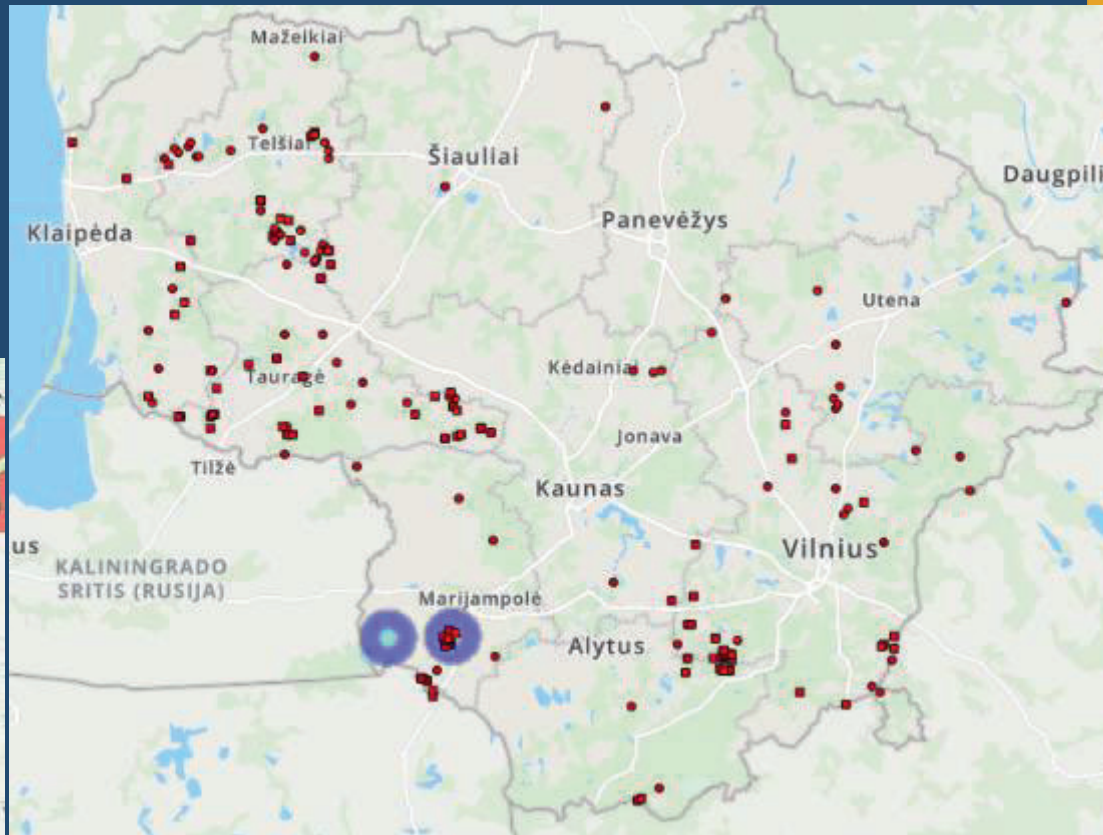 Mažeikiai
Telšiai
Šiauliai
Daugpili
Klaipėda
Panevėžys
Utena
Kėdainiai
Tauragė
Jonava
Tilžė
Kaunas
Vilnius
us
KALININGRADO
SRITIS (RUSIJA)
Marijampolė
Alytus